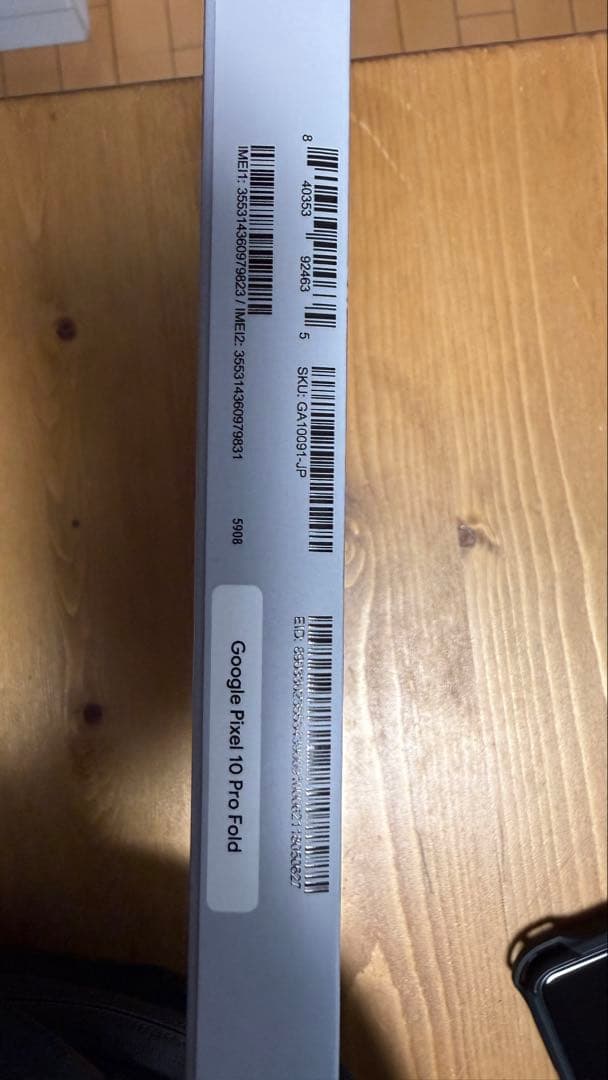 8 40353 92463 5
SKU: GA10091-JP
IMEI1: 355314360979823 / IMEI2: 355314360979831
5908
EID:
Google Pixel 10 Pro Fold